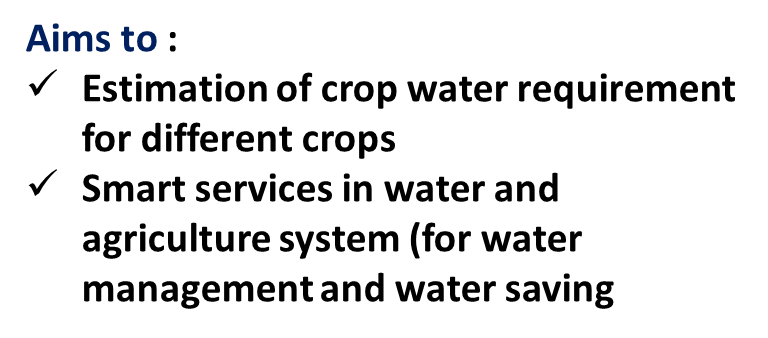 Aims to :
✓ Estimation of crop water requirement
for different crops
✓ Smart services in water and
agriculture system (for water
management and water saving